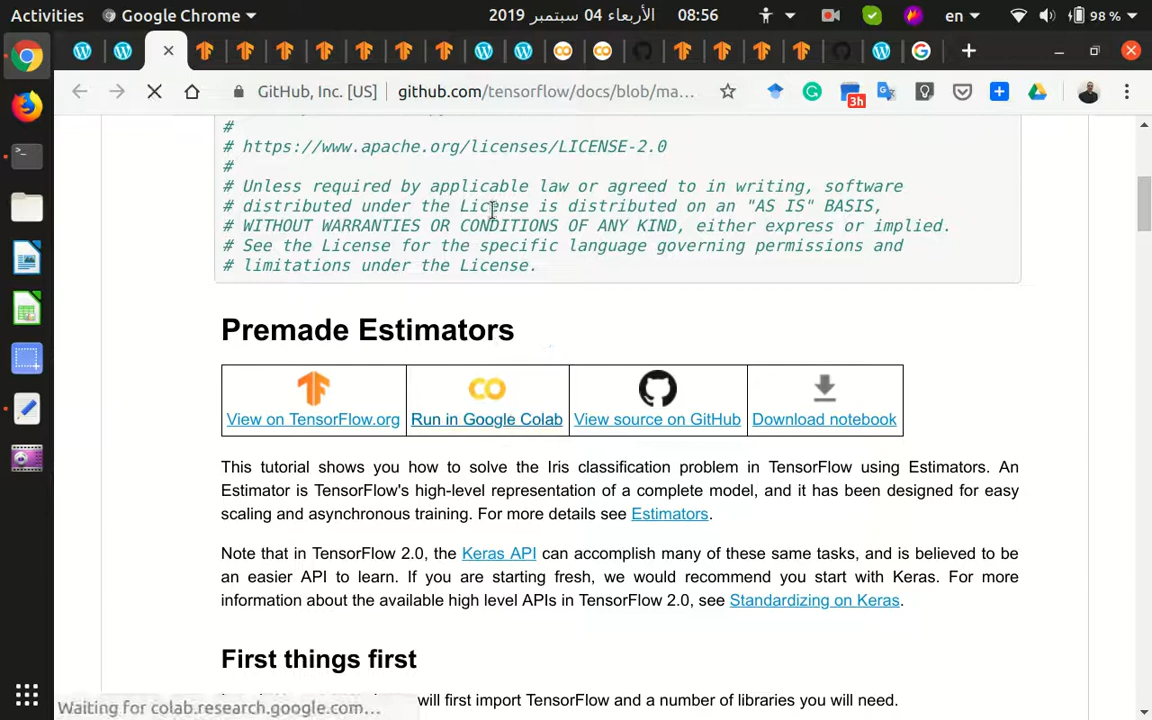 Activities
Google Chrome
الأربعاء 04 سبتمبر 2019
08:56
en
98 %
GitHub, Inc. [US]
github.com/tensorflow/docs/blob/ma...
3h
#
# https://www.apache.org/licenses/LICENSE-2.0
#
# Unless required by applicable law or agreed to in writing, software
# distributed under the License is distributed on an "AS IS" BASIS,
# WITHOUT WARRANTIES OR CONDITIONS OF ANY KIND, either express or implied.
# See the License for the specific language governing permissions and
# limitations under the License.
Premade Estimators
View on TensorFlow.org
Run in Google Colab
View source on GitHub
Download notebook
This tutorial shows you how to solve the Iris classification problem in TensorFlow using Estimators. An
Estimator is TensorFlow's high-level representation of a complete model, and it has been designed for easy
scaling and asynchronous training. For more details see Estimators.
Note that in TensorFlow 2.0, the Keras API can accomplish many of these same tasks, and is believed to be
an easier API to learn. If you are starting fresh, we would recommend you start with Keras. For more
information about the available high level APIs in TensorFlow 2.0, see Standardizing on Keras.
First things first
will first import TensorFlow and a number of libraries you will need.
Waiting for colab.research.google.com...